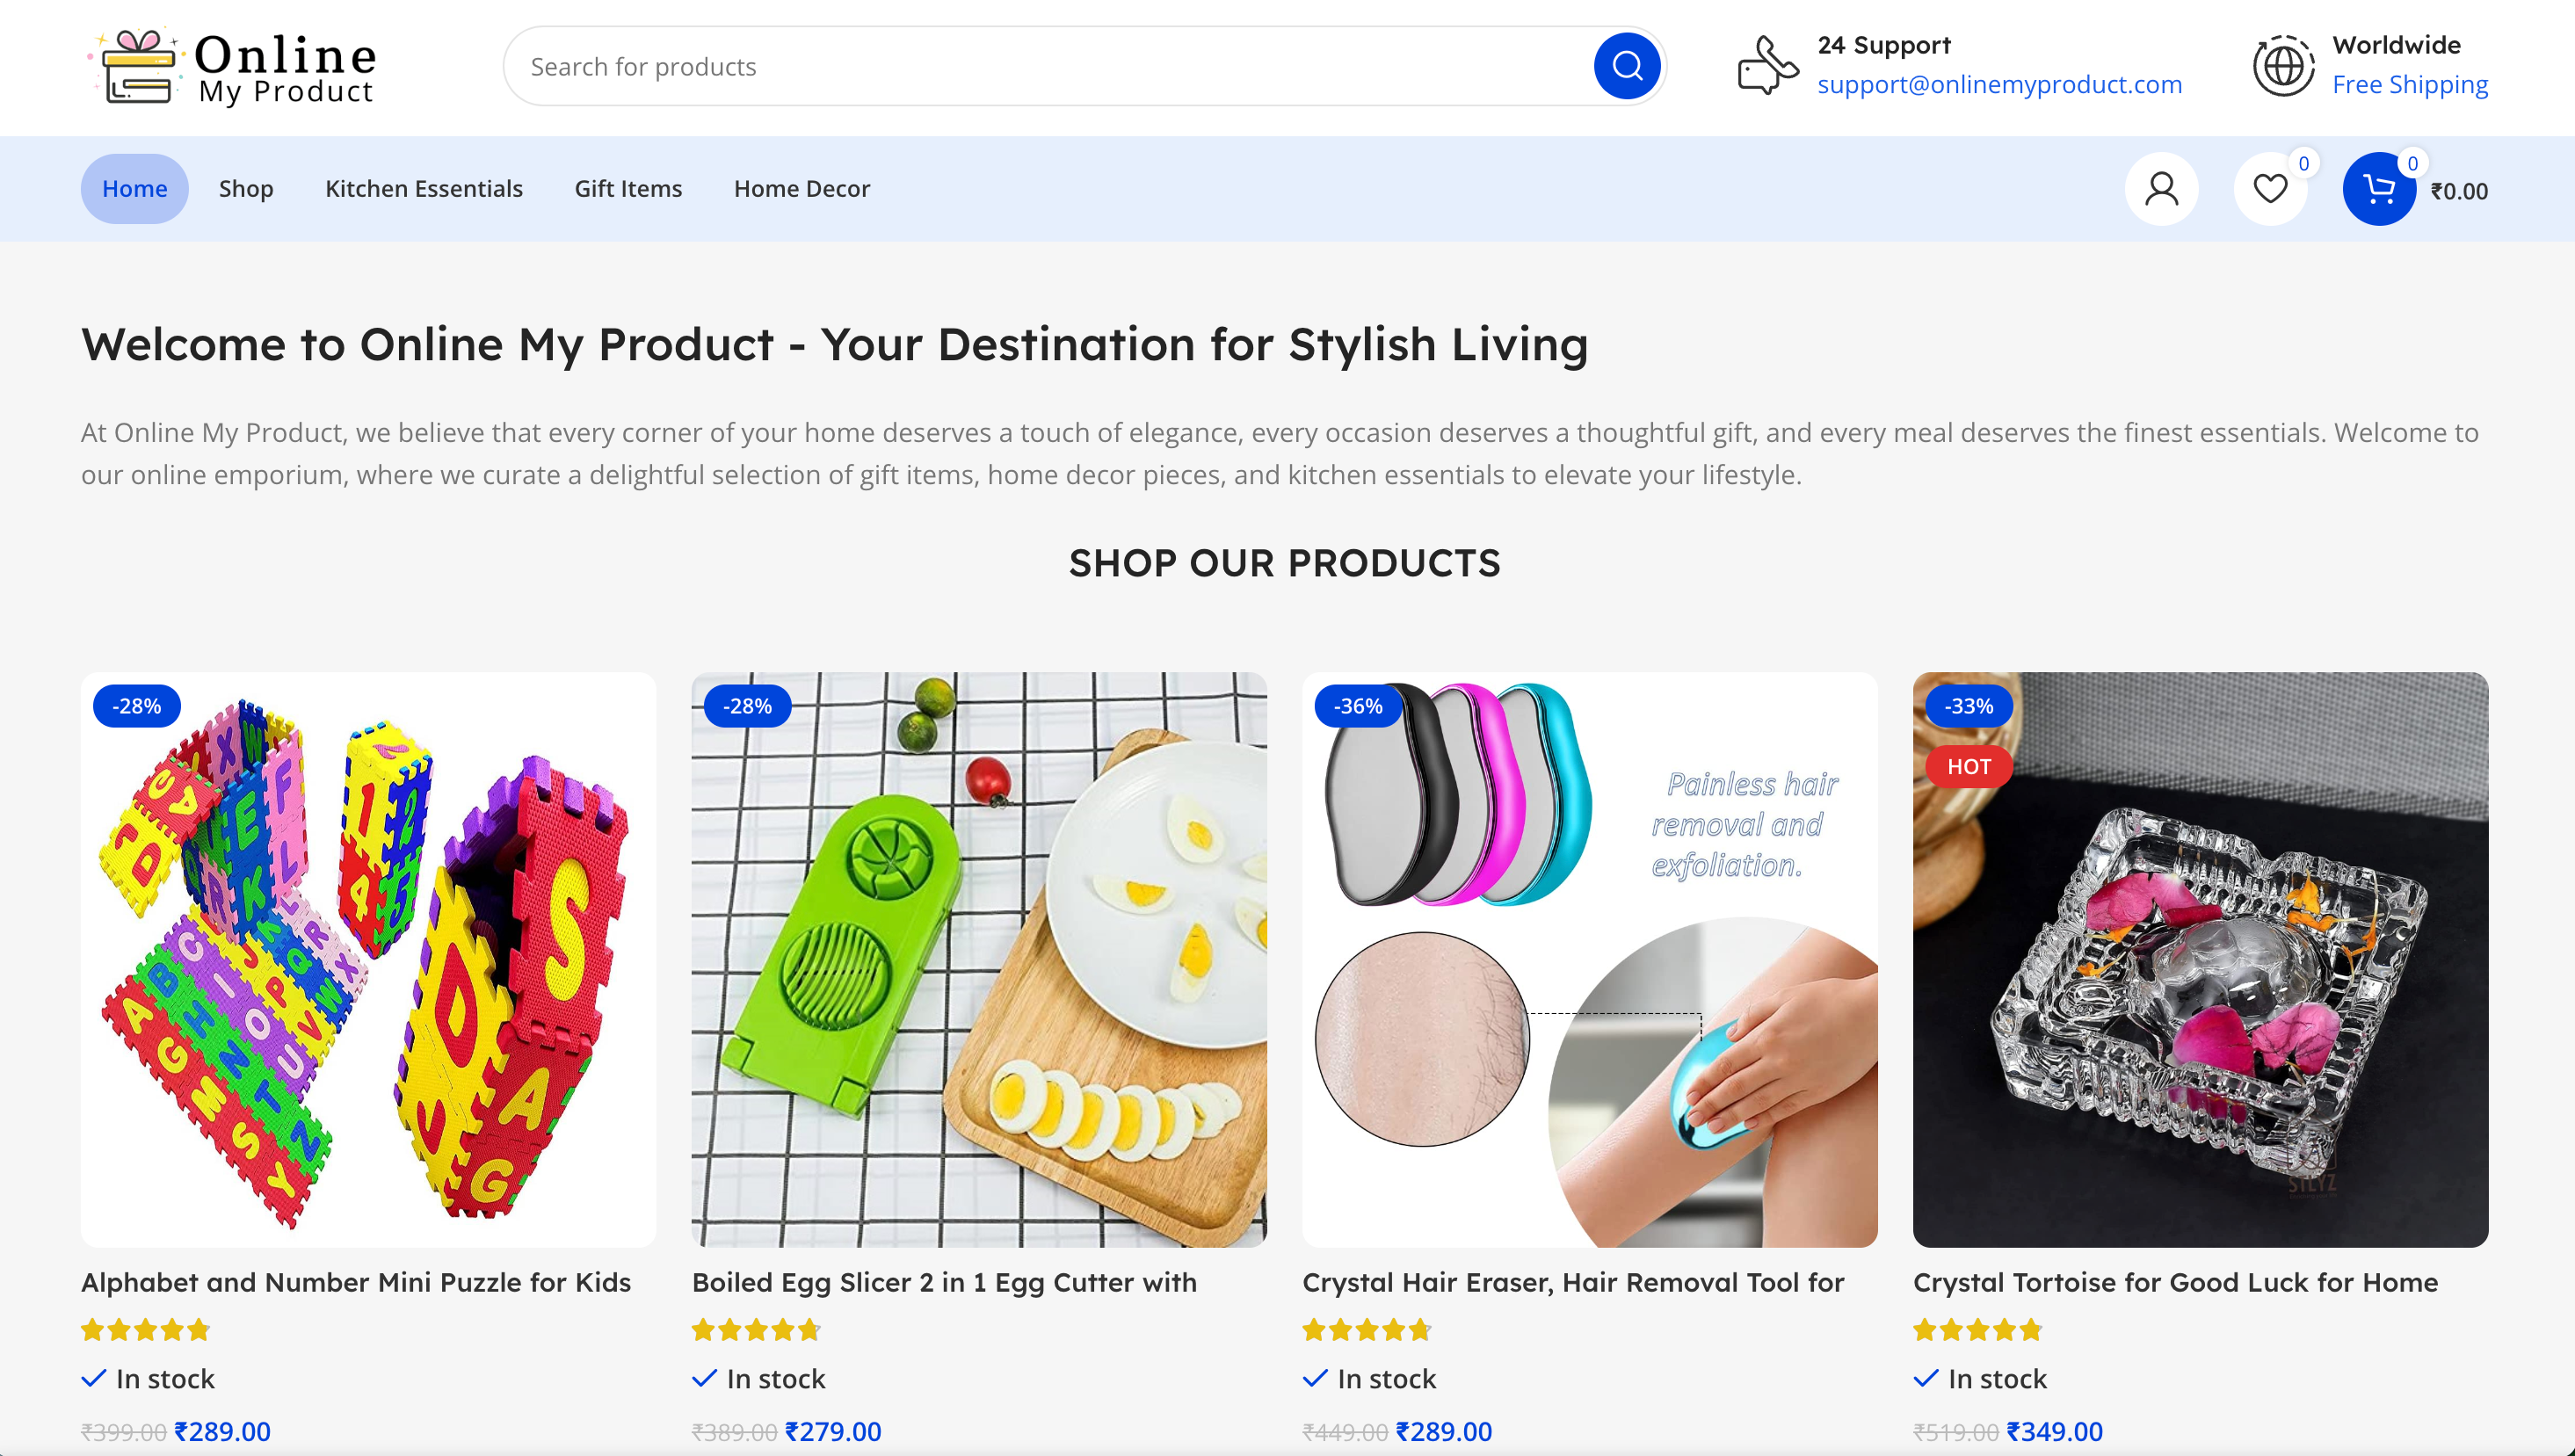 Online
My Product
Search for products
24 Support
support@onlinemyproduct.com
Worldwide
Free Shipping
Home
Shop
Kitchen Essentials
Gift Items
Home Decor
0
0
₹0.00
Welcome to Online My Product - Your Destination for Stylish Living
At Online My Product, we believe that every corner of your home deserves a touch of elegance, every occasion deserves a thoughtful gift, and every meal deserves the finest essentials. Welcome to
our online emporium, where we curate a delightful selection of gift items, home decor pieces, and kitchen essentials to elevate your lifestyle.
SHOP OUR PRODUCTS
-28%
-28%
-36%
Painless hair
removal and
exfoliation.
-33%
HOT
STLYZ
Alphabet and Number Mini Puzzle for Kids
Boiled Egg Slicer 2 in 1 Egg Cutter with
Crystal Hair Eraser, Hair Removal Tool for
Crystal Tortoise for Good Luck for Home
In stock
In stock
In stock
In stock
₹399.00 ₹289.00
₹389.00 ₹279.00
₹449.00 ₹289.00
₹519.00 ₹349.00